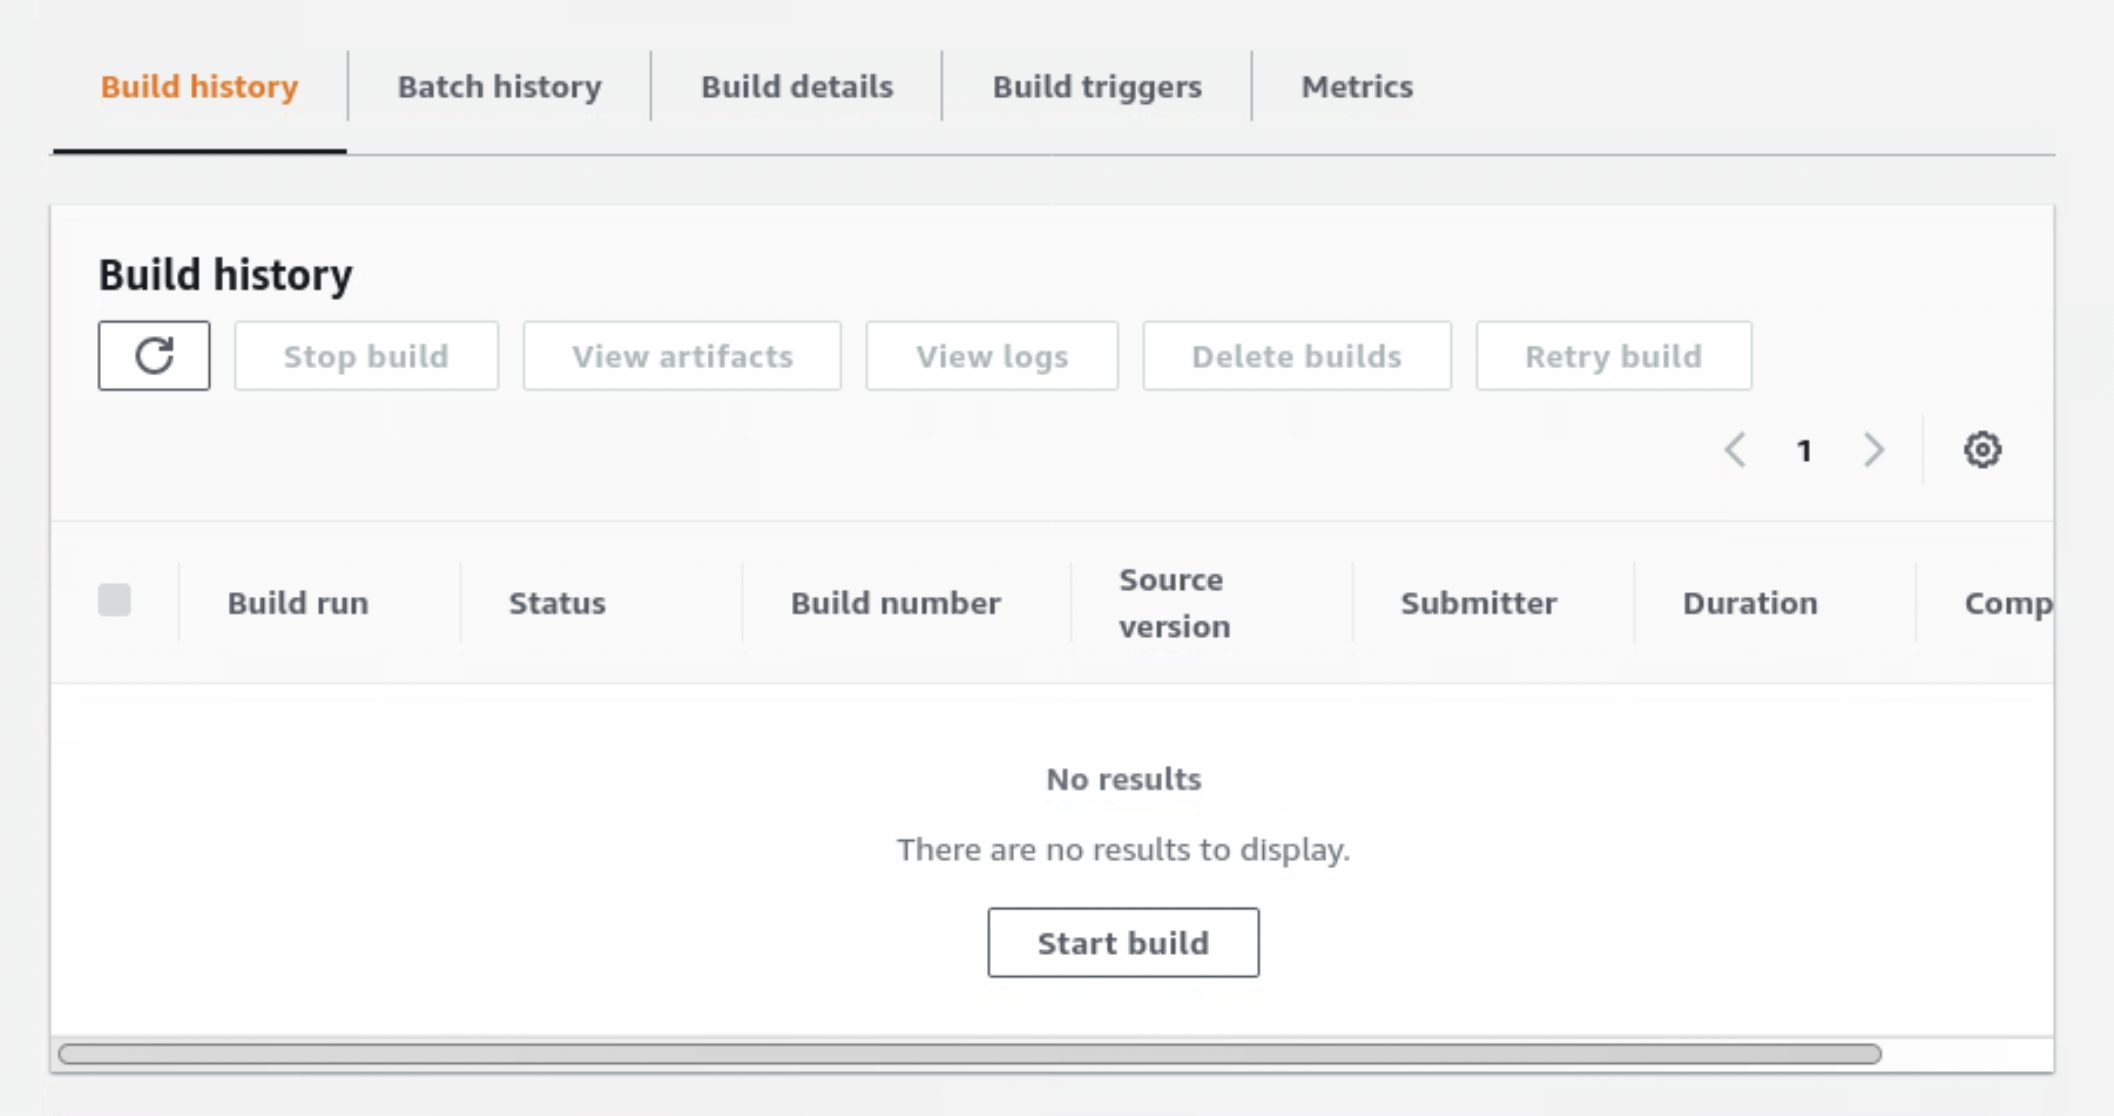 Build history Batch history Build details Build triggers Metrics
Build history
Stop build View artifacts View logs Delete builds Retry build
1
Build run Status Build number Source version Submitter Duration Comp
No results
There are no results to display.
Start build